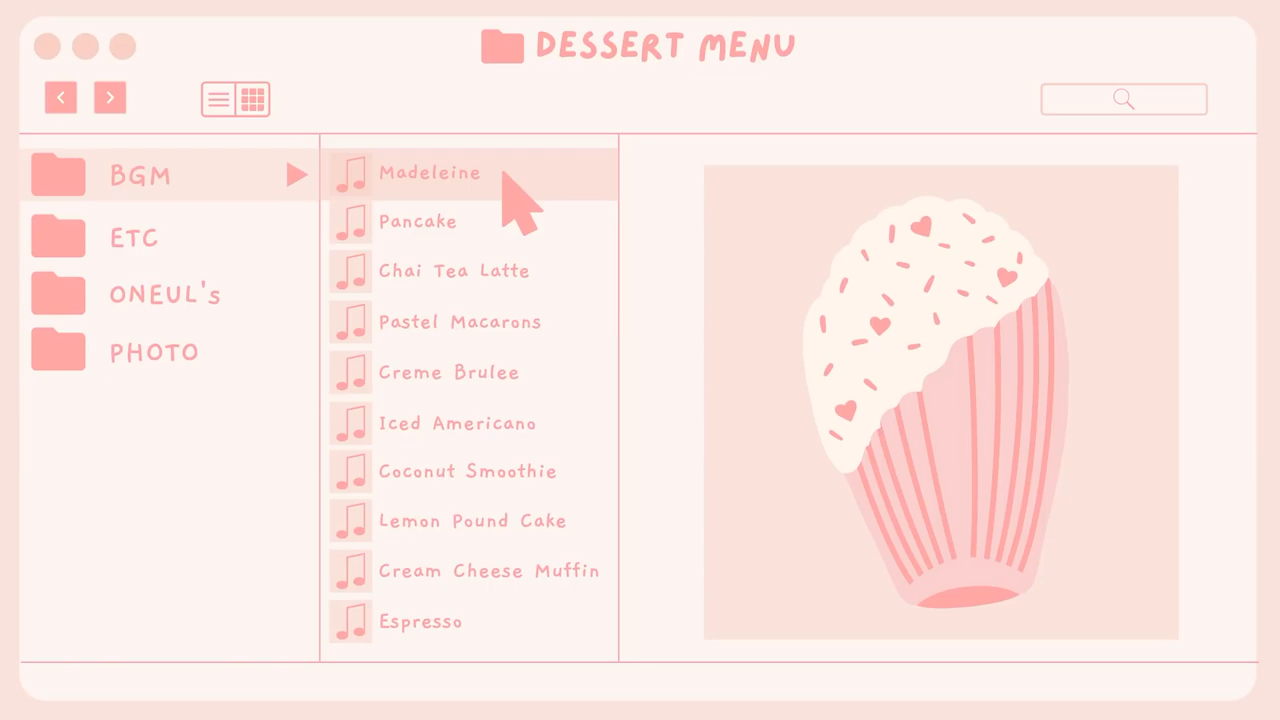 DESSERT MENU
BGM
ETC
ONEUL's
PHOTO
Madeleine
Pancake
Chai Tea Latte
Pastel Macarons
Creme Brulee
Iced Americano
Coconut Smoothie
Lemon Pound Cake
Cream Cheese Muffin
Espresso